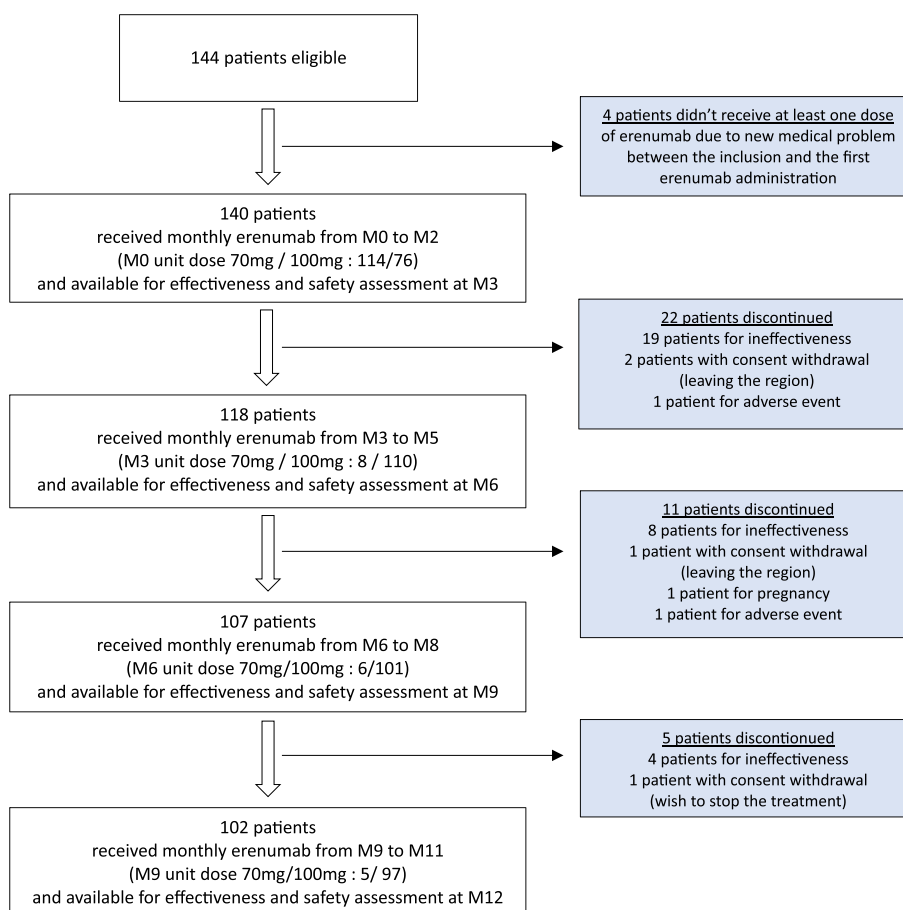 144 patients eligible
4 patients didn't receive at least one dose
of erenumab due to new medical problem
between the inclusion and the first
erenumab administration
140 patients
received monthly erenumab from M0 to M2
(M0 unit dose 70mg / 100mg : 114/76)
and available for effectiveness and safety assessment at M3
22 patients discontinued
19 patients for ineffectiveness
2 patients with consent withdrawal
(leaving the region)
1 patient for adverse event
118 patients
received monthly erenumab from M3 to M5
(M3 unit dose 70mg / 100mg : 8 / 110)
and available for effectiveness and safety assessment at M6
11 patients discontinued
8 patients for ineffectiveness
1 patient with consent withdrawal
(leaving the region)
1 patient for pregnancy
1 patient for adverse event
107 patients
received monthly erenumab from M6 to M8
(M6 unit dose 70mg/100mg : 6/101)
and available for effectiveness and safety assessment at M9
5 patients discontionued
4 patients for ineffectiveness
1 patient with consent withdrawal
(wish to stop the treatment)
102 patients
received monthly erenumab from M9 to M11
(M9 unit dose 70mg/100mg : 5/ 97)
and available for effectiveness and safety assessment at M12